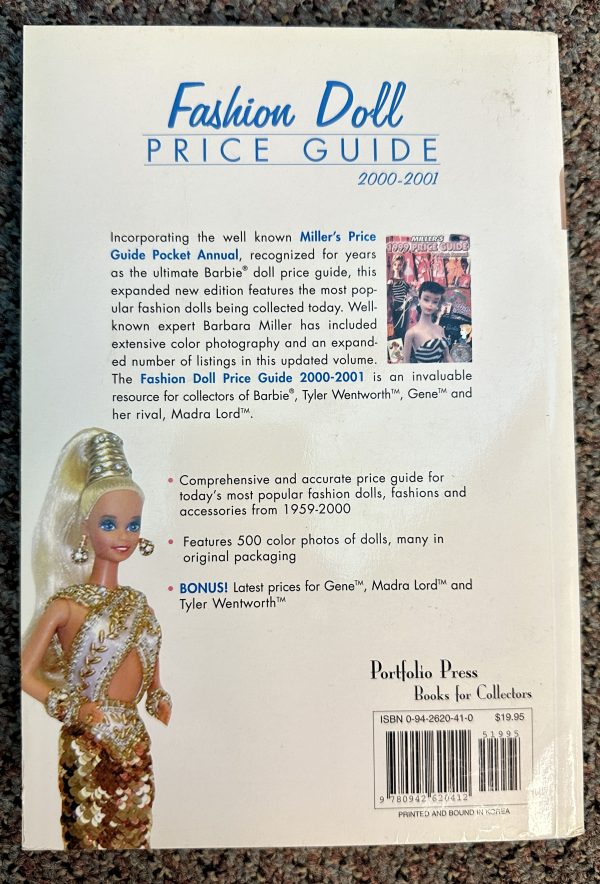 Fashion Doll
PRICE GUIDE
2000-2001
Incorporating the well known Miller's Price
Guide Pocket Annual, recognized for years
as the ultimate Barbie® doll price guide, this
expanded new edition features the most pop-
ular fashion dolls being collected today. Well-
known expert Barbara Miller has included
extensive color photography and an expand-
ed number of listings in this updated volume.
The Fashion Doll Price Guide 2000-2001 is an invaluable
resource for collectors of Barbie®, Tyler Wentworth™, Gene™ and
her rival, Madra Lord™.
MILLER'S
1999 PRICE GUIDE
• Comprehensive and accurate price guide for
today's most popular fashion dolls, fashions and
accessories from 1959-2000
• Features 500 color photos of dolls, many in
original packaging
• BONUS! Latest prices for Gene™, Madra Lord™ and
Tyler Wentworth™
Portfolio Press
Books for Collectors
ISBN 0-94-2620-41-0 $19.95
51995
9 780942 620412
PRINTED AND BOUND IN KOREA